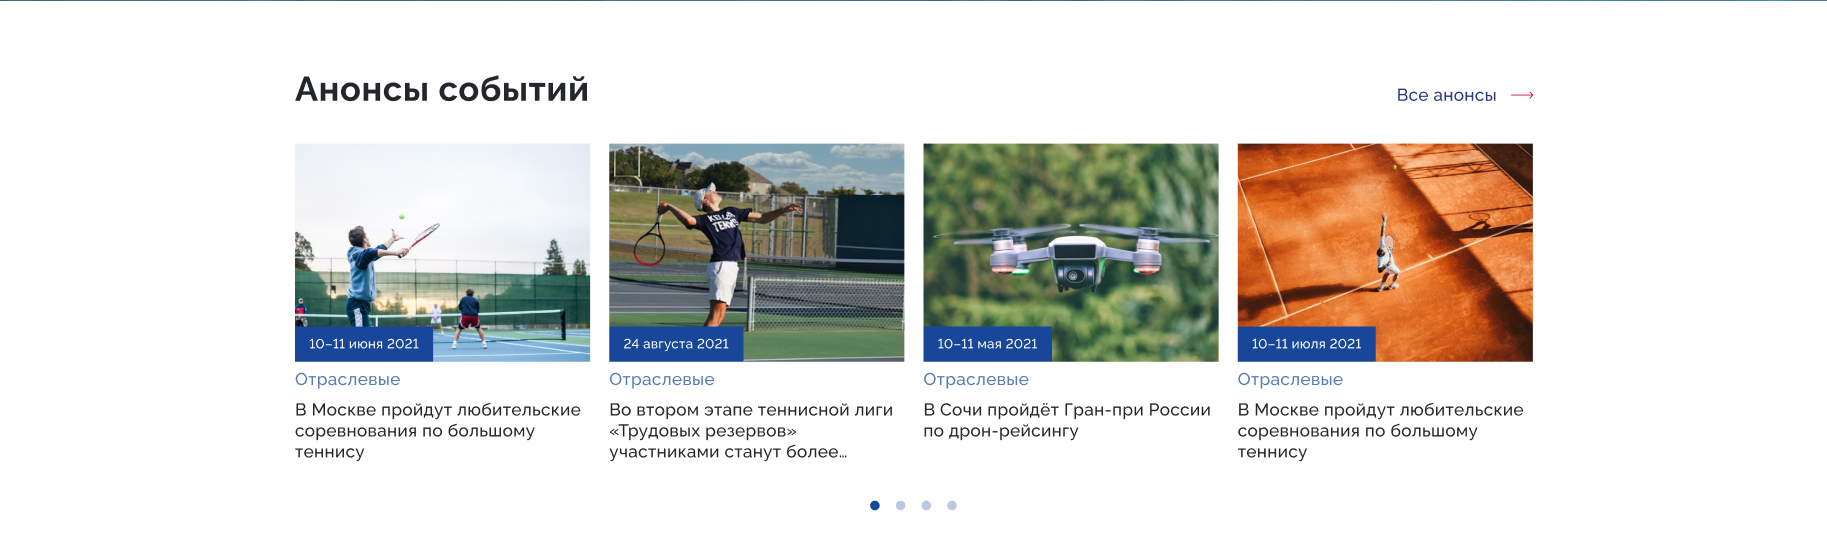 Анонсы событий
Все анонсы
10–11 июня 2021
Отраслевые
В Москве пройдут любительские
соревнования по большому
теннису
KELLER
TENNIS
24 августа 2021
Отраслевые
Во втором этапе теннисной лиги
«Трудовых резервов»
участниками станут более...
10–11 мая 2021
Отраслевые
В Сочи пройдёт Гран-при России
по дрон-рейсингу
10–11 июля 2021
Отраслевые
В Москве пройдут любительские
соревнования по большому
теннису